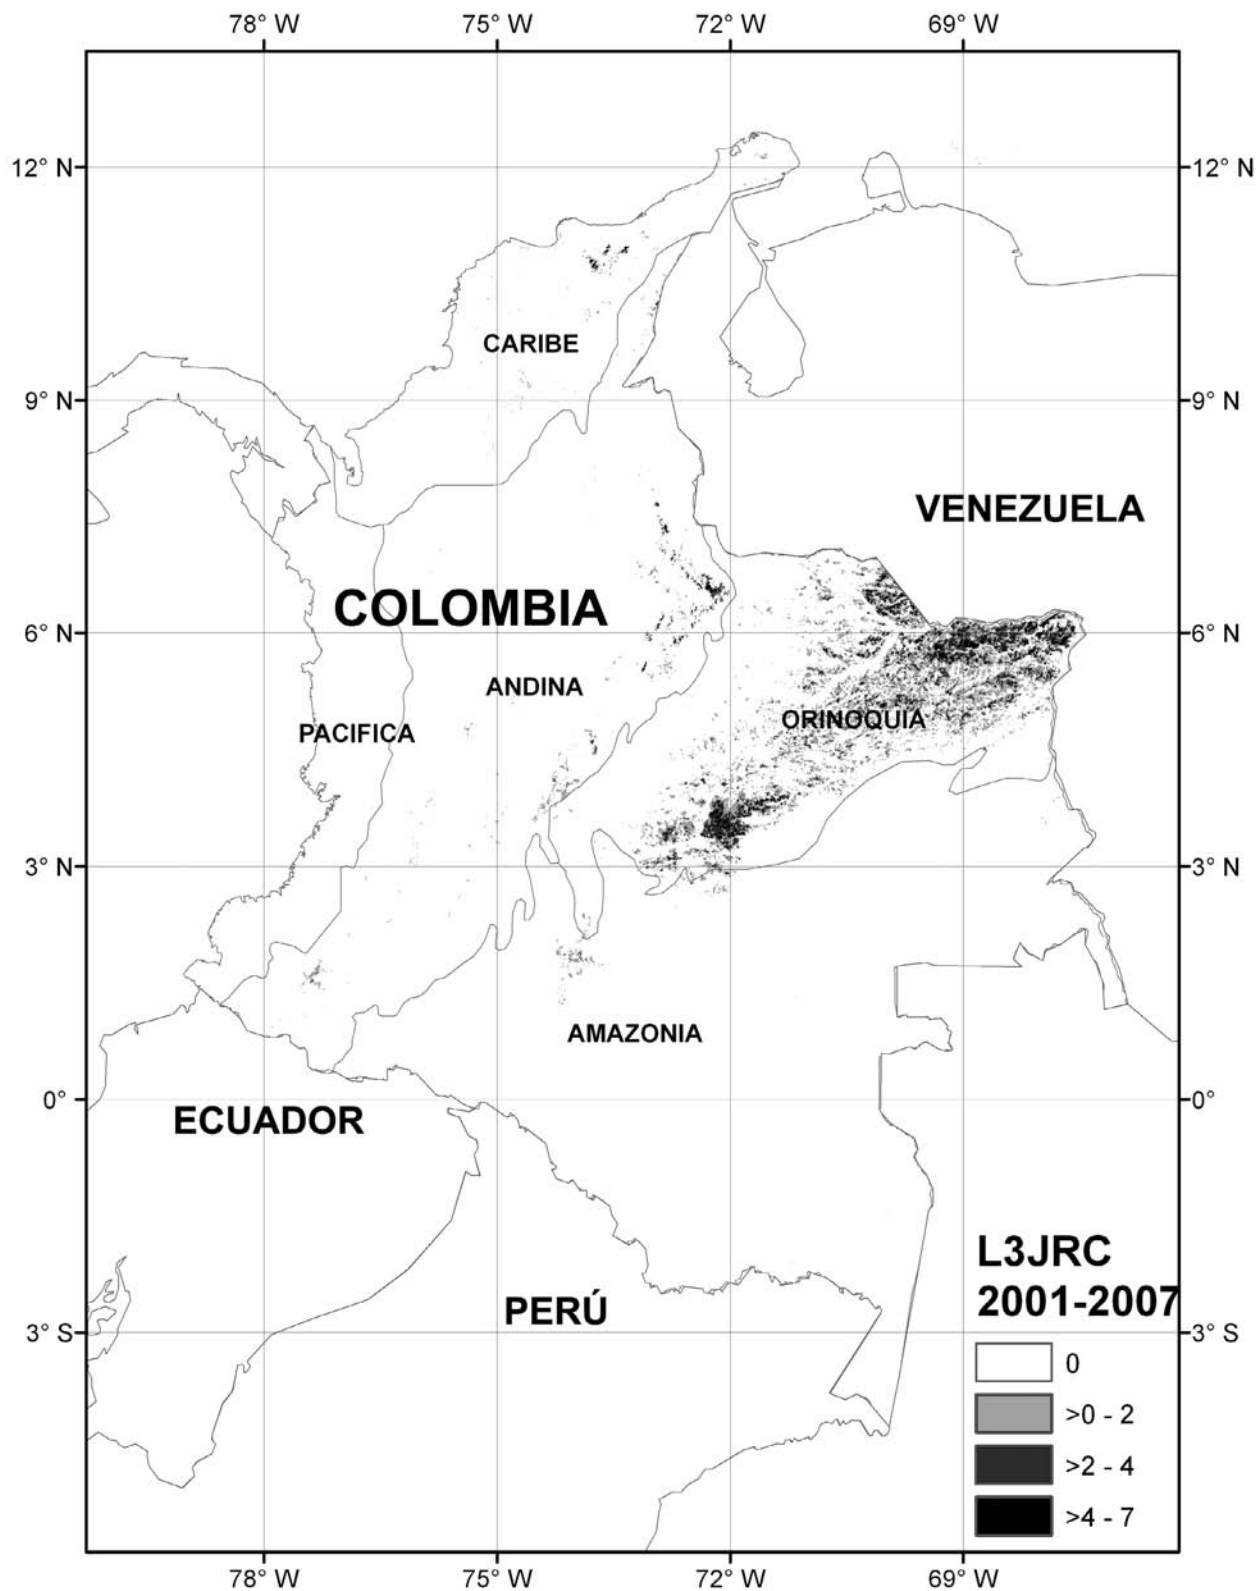 78° W 75° W 72° W 69° W
12° N 12° N
CARIBE
9° N 9° N
VENEZUELA
COLOMBIA
6° N 6° N
ANDINA
ORINOQUIA
PACIFICA
3° N 3° N
AMAZONIA
0° 0°
ECUADOR
L3JRC
2001-2007
PERÚ
3° S 3° S
0
>0 - 2
>2 - 4
>4 - 7
78° W 75° W 72° W 69° W